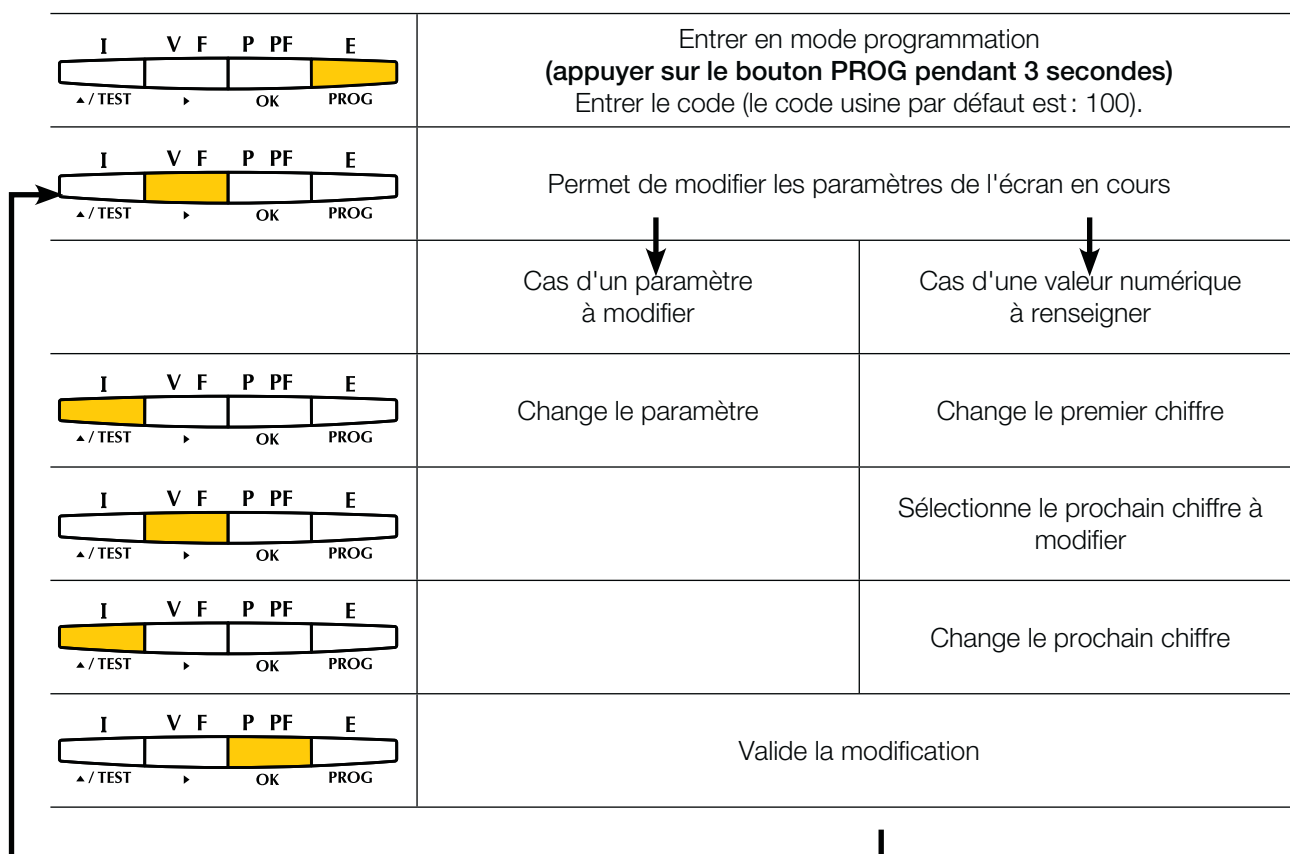 I V F P PF E
▲ / TEST ▶ OK PROG
Entrer en mode programmation
(appuyer sur le bouton PROG pendant 3 secondes)
Entrer le code (le code usine par défaut est : 100).
I V F P PF E
▲ / TEST ▶ OK PROG
Permet de modifier les paramètres de l'écran en cours
Cas d'un paramètre
à modifier
Cas d'une valeur numérique
à renseigner
I V F P PF E
▲ / TEST ▶ OK PROG
Change le paramètre
Change le premier chiffre
I V F P PF E
▲ / TEST ▶ OK PROG
Sélectionne le prochain chiffre à
modifier
I V F P PF E
▲ / TEST ▶ OK PROG
Change le prochain chiffre
I V F P PF E
▲ / TEST ▶ OK PROG
Valide la modification